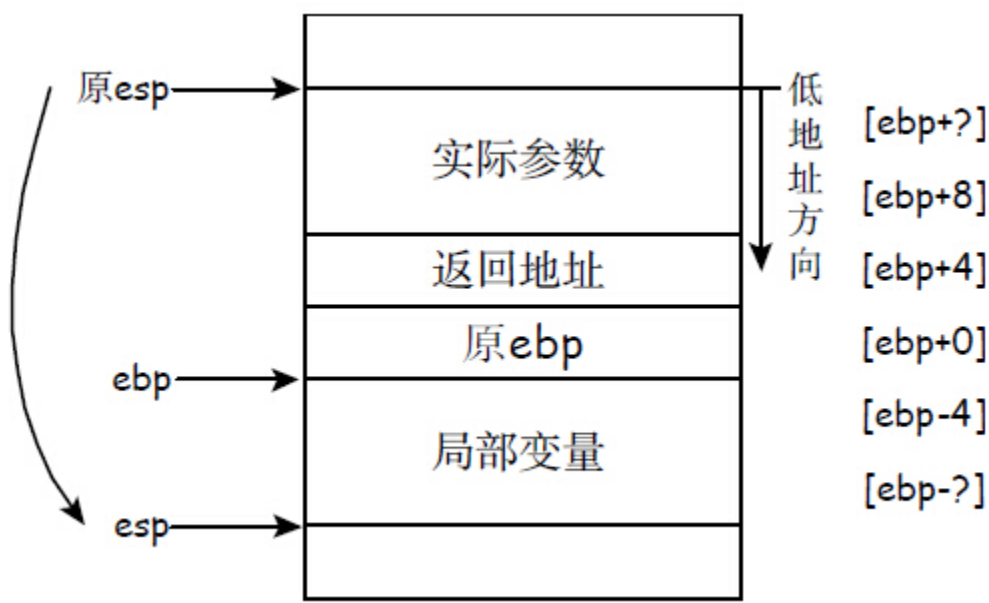 原esp
低地址方向
[ebp+?]
实际参数
[ebp+8]
返回地址
[ebp+4]
原ebp
[ebp+0]
ebp
[ebp-4]
局部变量
[ebp-?]
esp